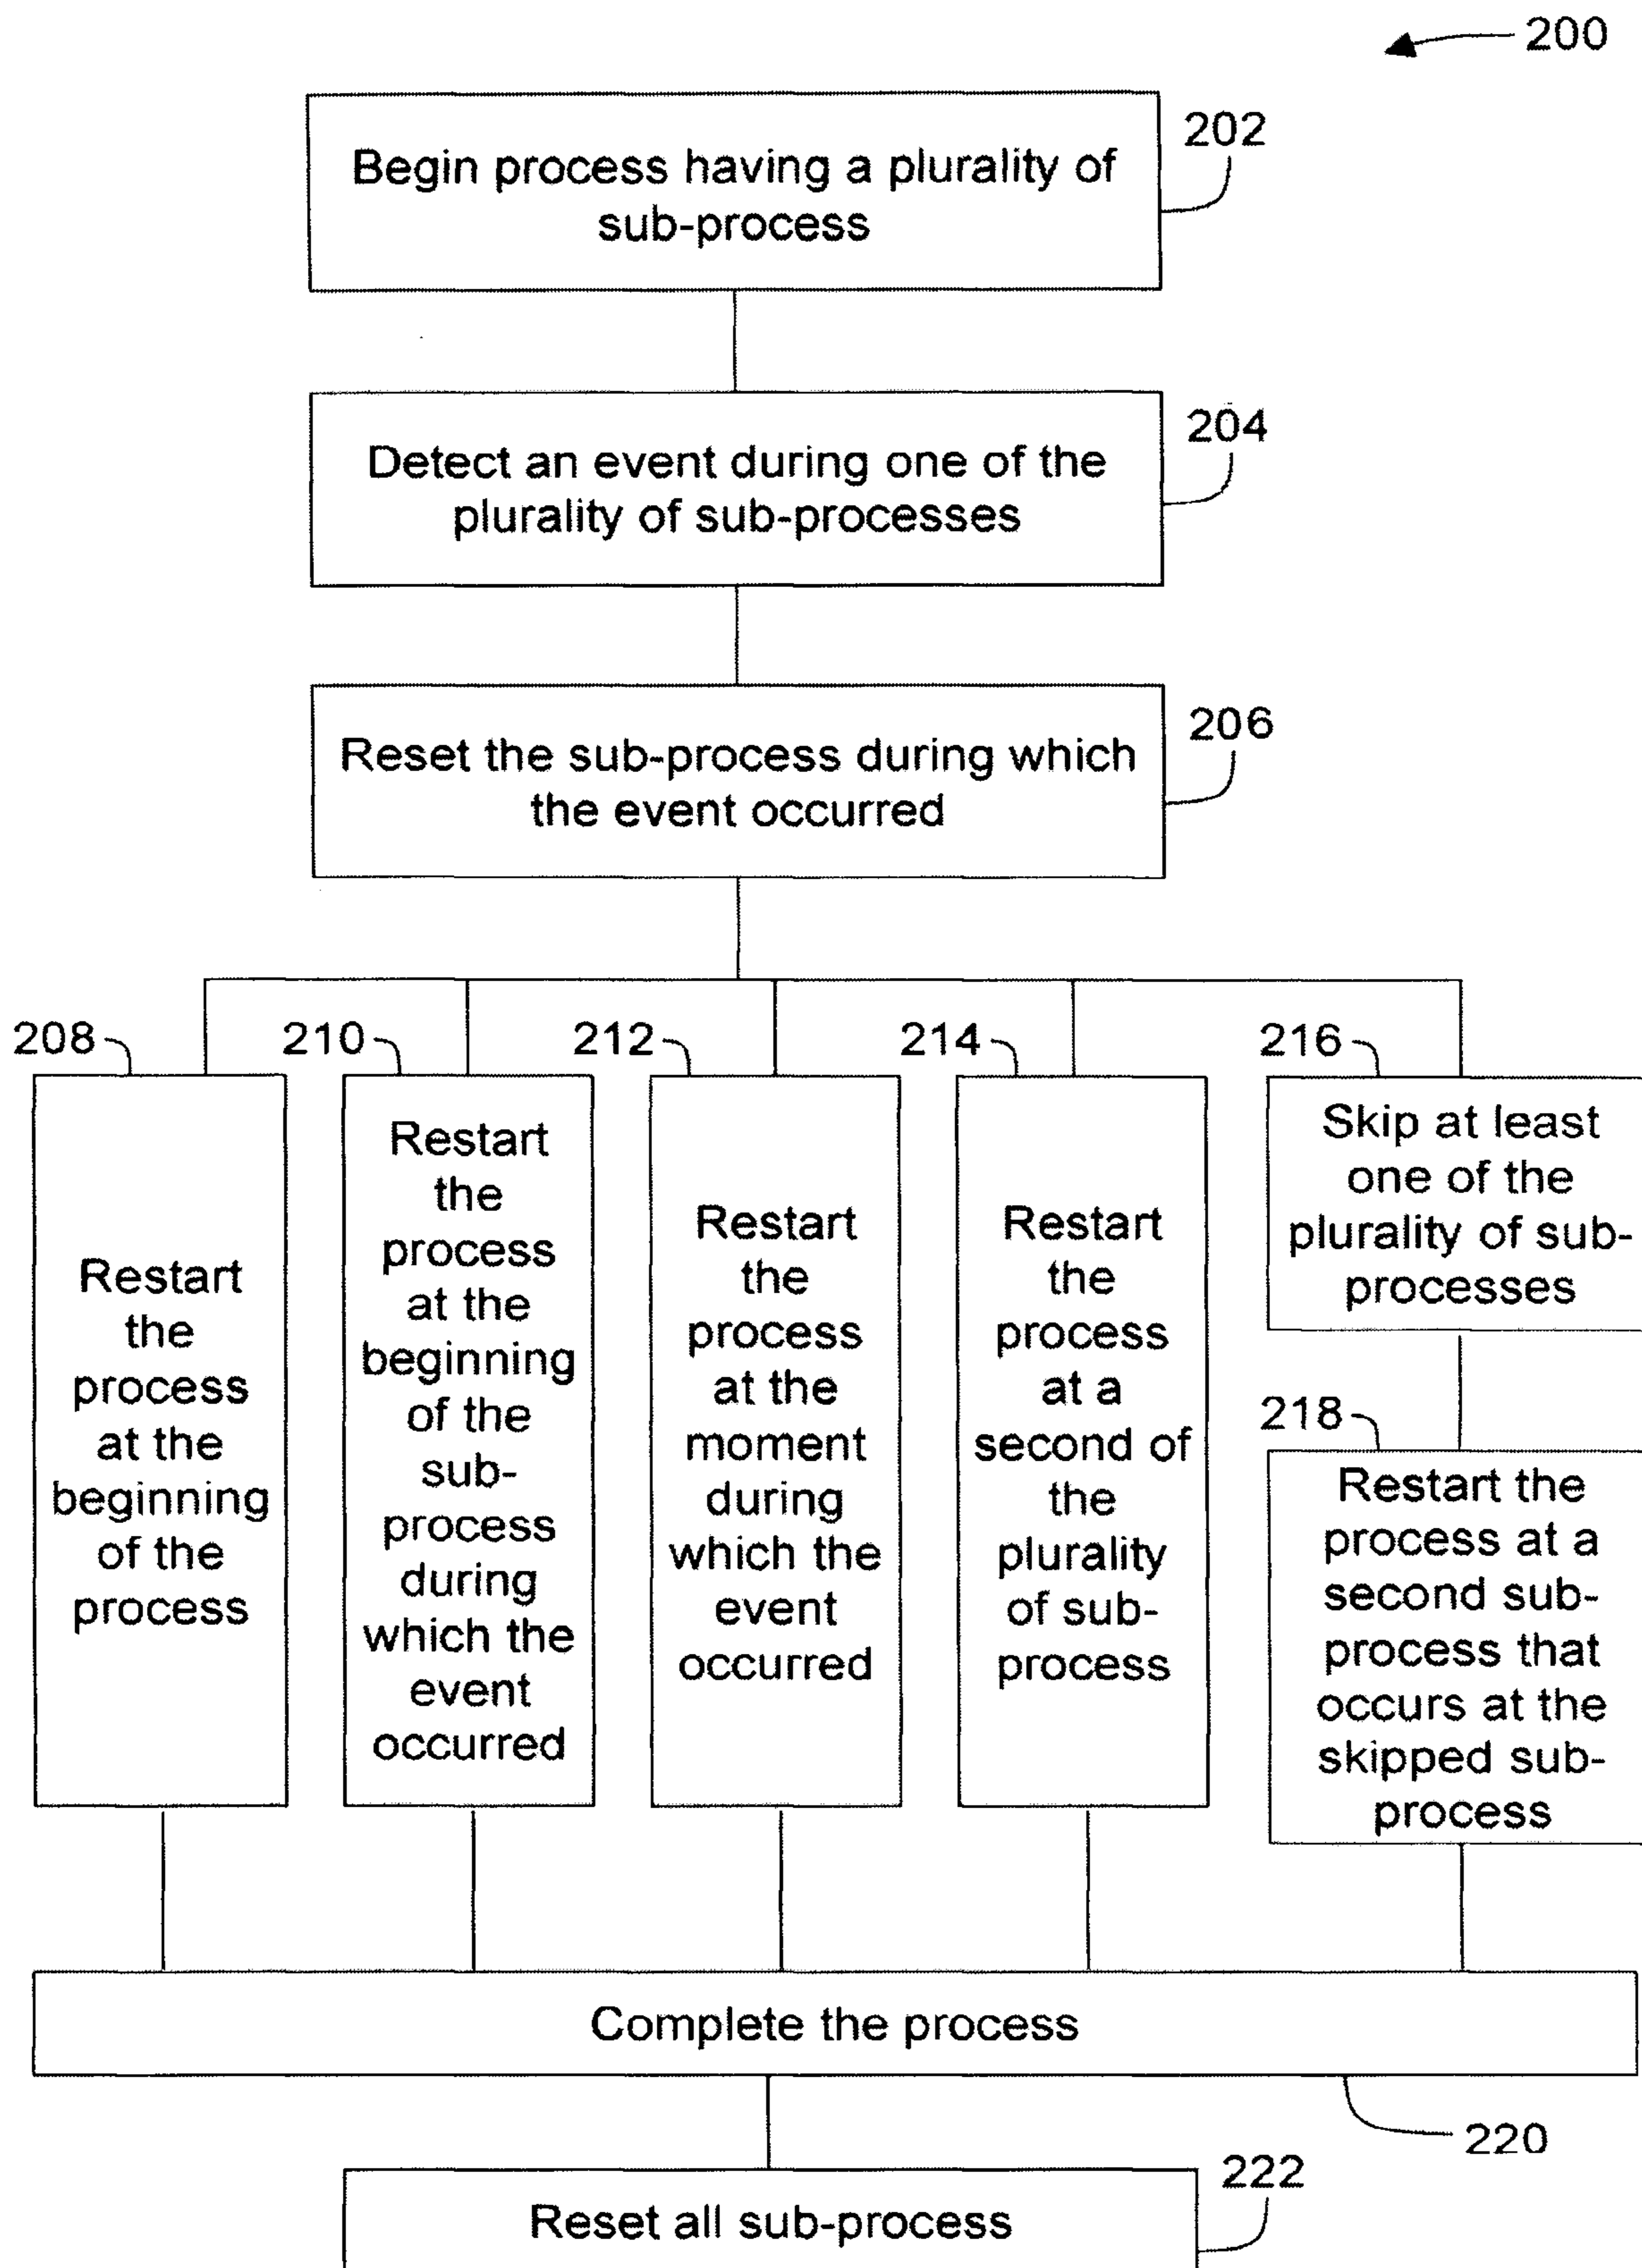 200
202
Begin process having a plurality of
sub-process
204
Detect an event during one of the
plurality of sub-processes
206
Reset the sub-process during which
the event occurred
208
Restart
the
process
at the
beginning
of the
process
210
Restart
the
process
at the
beginning
of the
sub-
process
during
which the
event
occurred
212
Restart
the
process
at the
moment
during
which the
event
occurred
214
Restart
the
process
at a
second of
the
plurality
of sub-
process
216
Skip at least
one of the
plurality of sub-
processes
218
Restart the
process at a
second sub-
process that
occurs at the
skipped sub-
process
Complete the process
220
222
Reset all sub-process